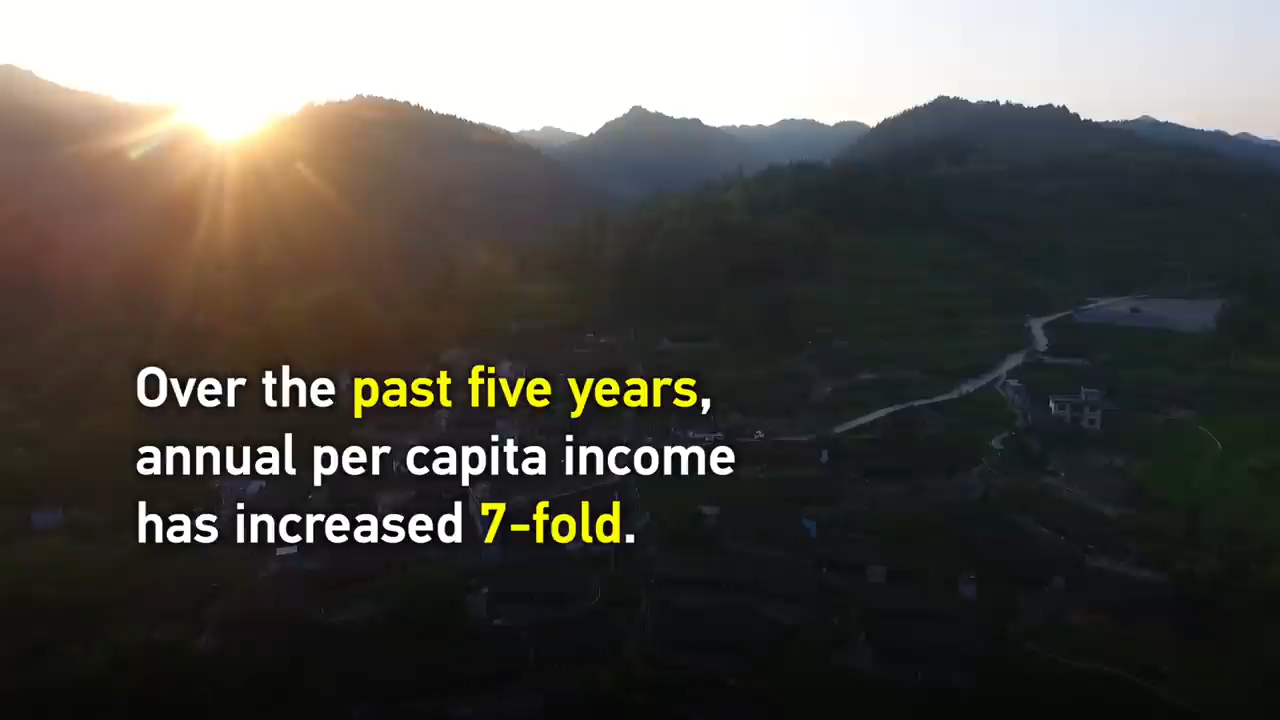 Over the past five years,
annual per capita income
has increased 7-fold.